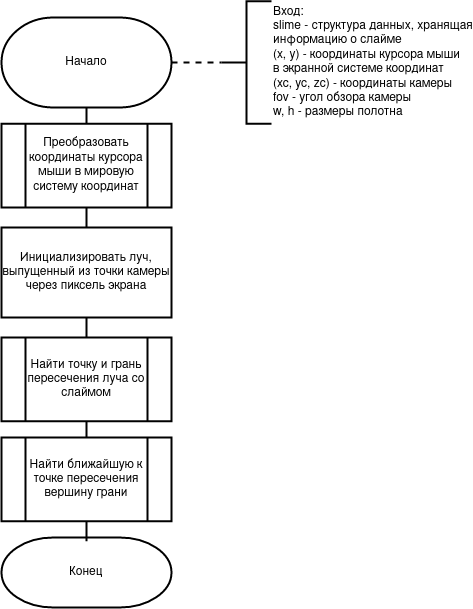 Начало
Вход:
slime - структура данных, хранящая
информацию о слайме
(x, y) - координаты курсора мыши
в экранной системе координат
(xc, yc, zc) - координаты камеры
fov - угол обзора камеры
w, h - размеры полотна
Преобразовать
координаты курсора
мыши в мировую
систему координат
Инициализировать луч,
выпущенный из точки камеры
через пиксель экрана
Найти точку и грань
пересечения луча со
слаймом
Найти ближайшую к
точке пересечения
вершину грани
Конец